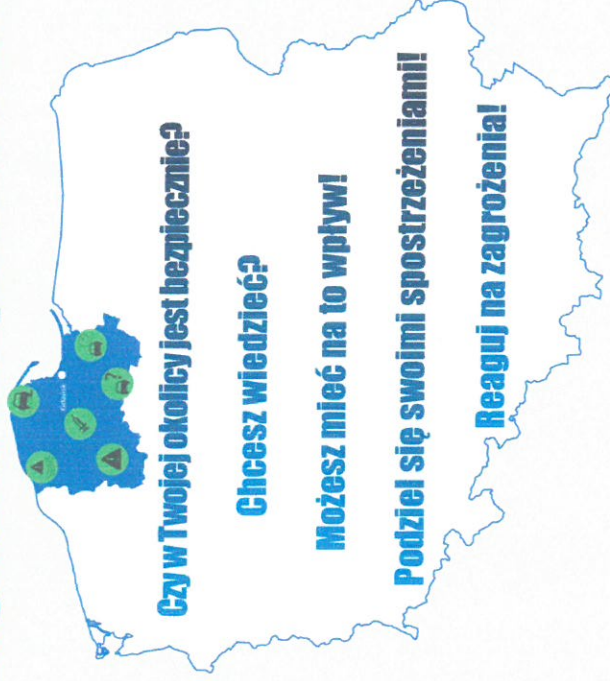 Czy w Twojej okolicy jest bezpiecznie?
Chcesz wiedzieć?
Możesz mieć na to wpływ!
Podziel się swoimi spostrzeżeniami!
Reaguj na zagrożenia!